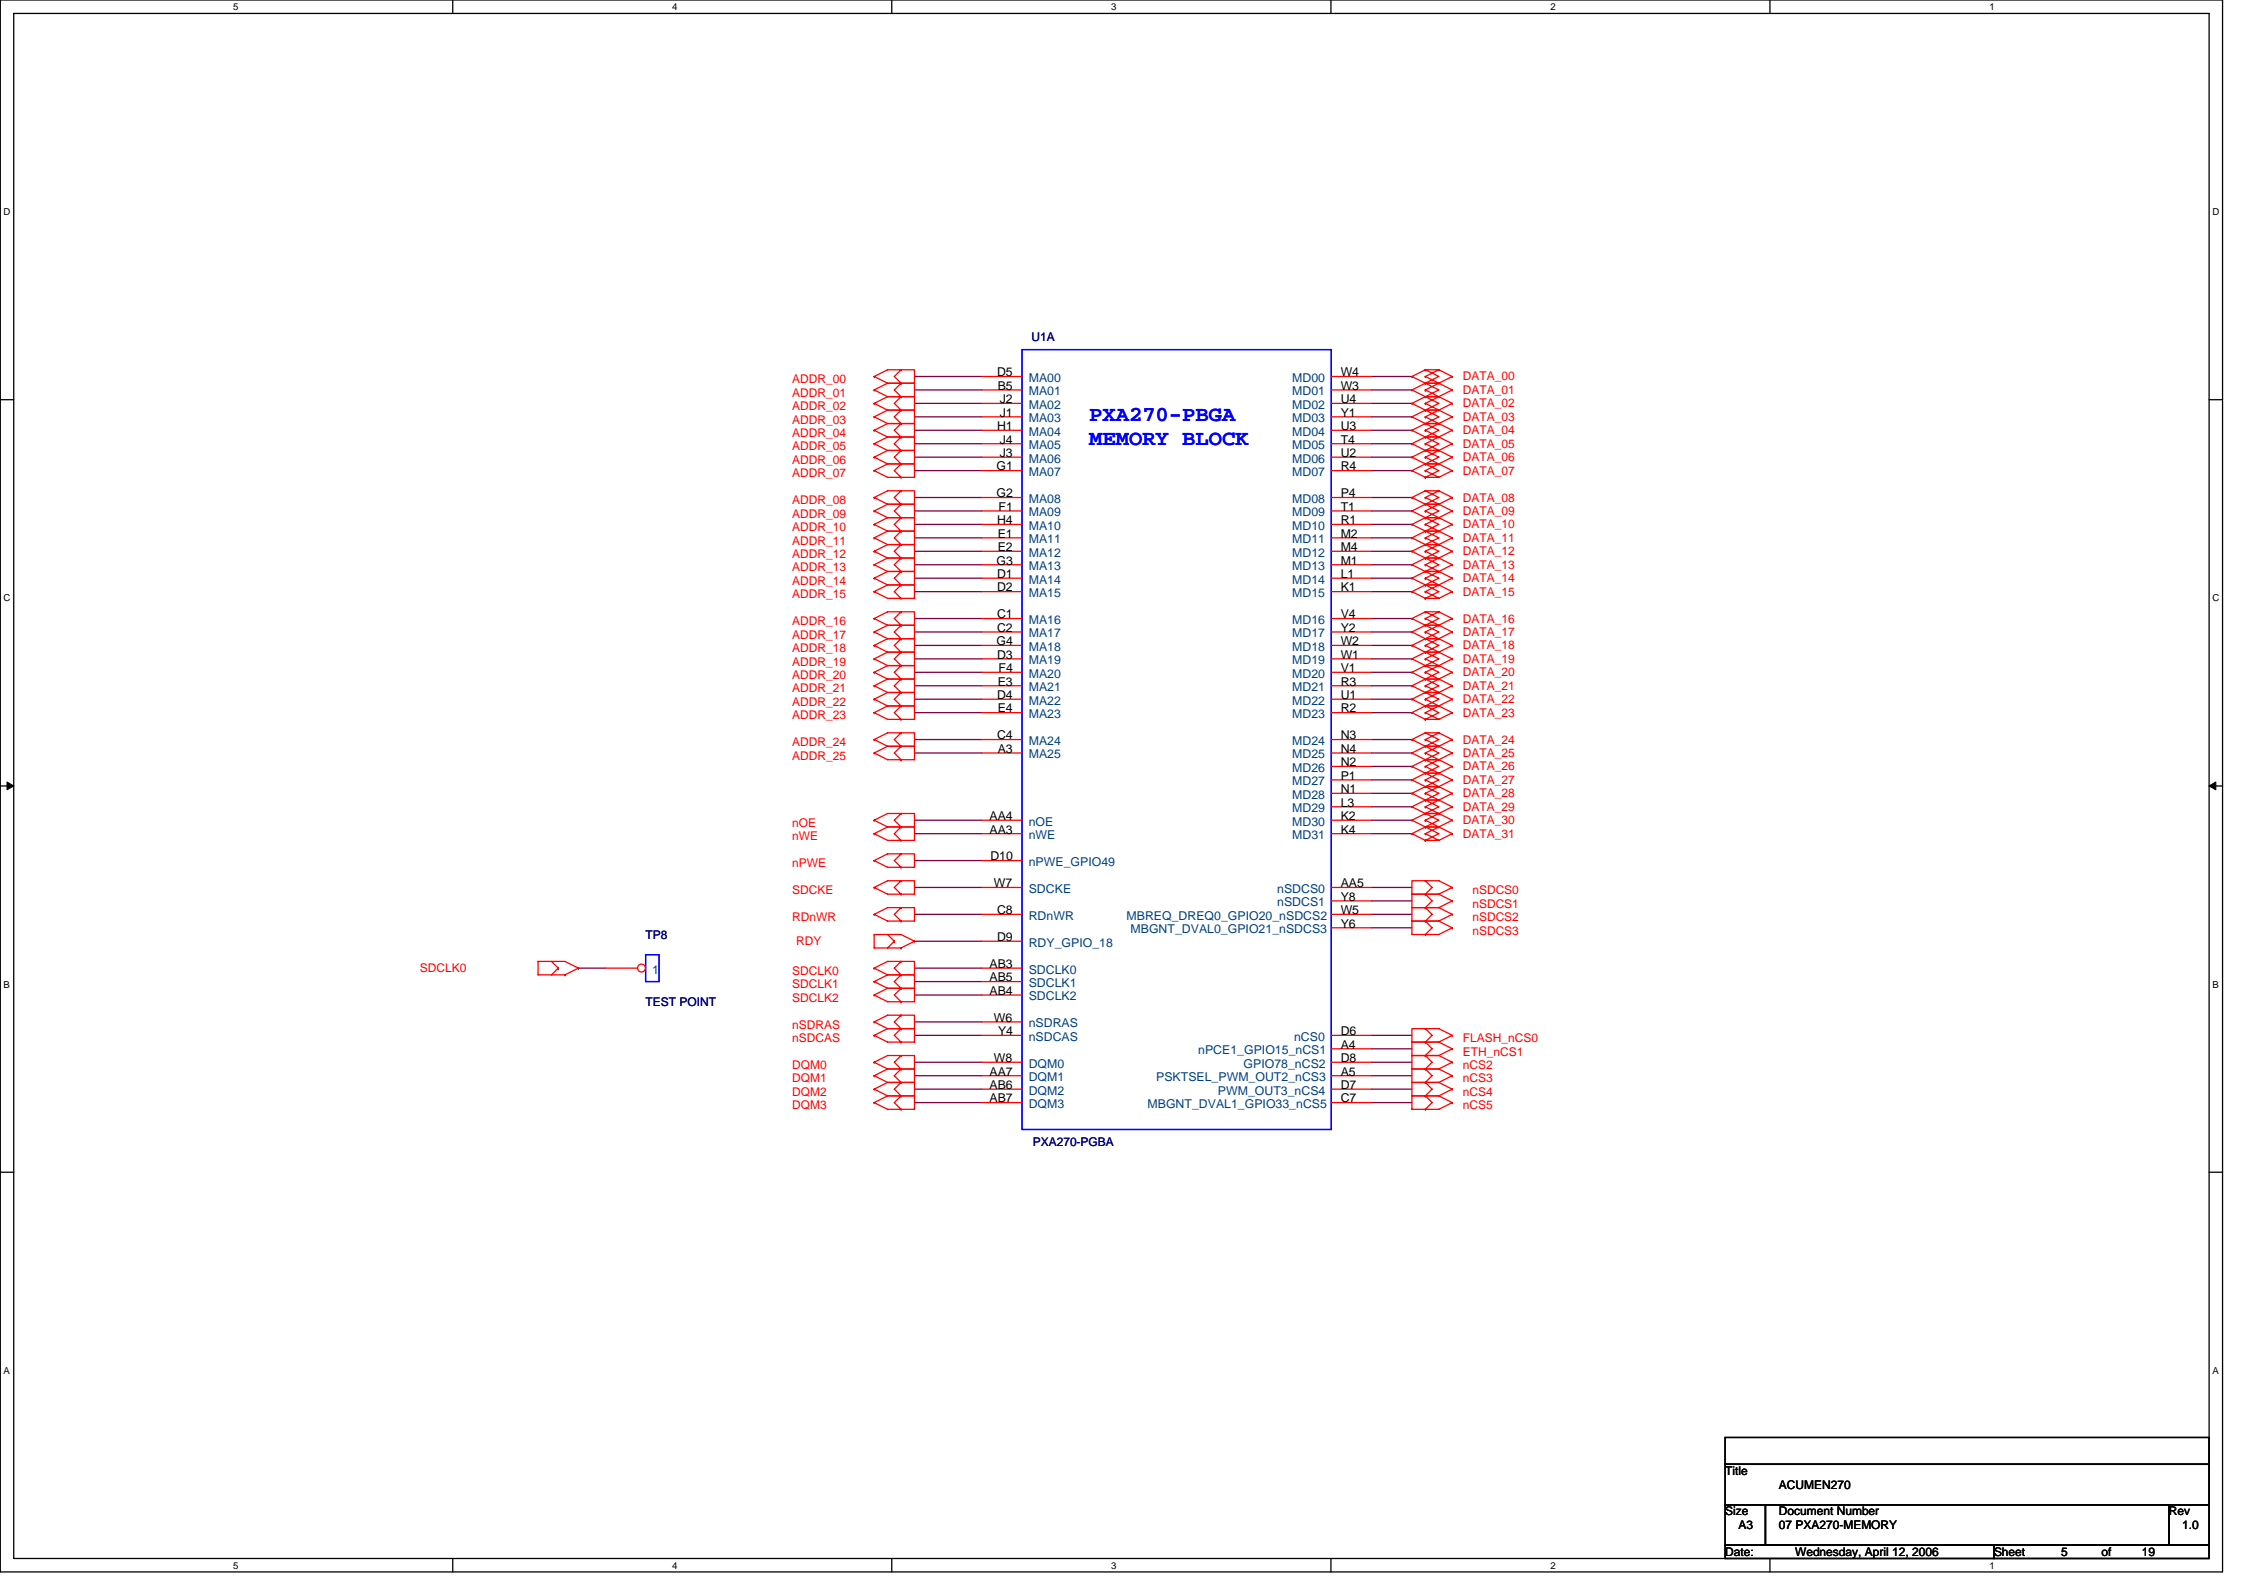 5 4 3 2 1
D D
C C
B B
A A
U1A
PXA270-PBGA
MEMORY BLOCK
ADDR_00 D5 MA00 MD00 W4 DATA_00
ADDR_01 B5 MA01 MD01 W3 DATA_01
ADDR_02 J2 MA02 MD02 U4 DATA_02
ADDR_03 J1 MA03 MD03 Y1 DATA_03
ADDR_04 H1 MA04 MD04 U3 DATA_04
ADDR_05 J4 MA05 MD05 T4 DATA_05
ADDR_06 J3 MA06 MD06 U2 DATA_06
ADDR_07 G1 MA07 MD07 R4 DATA_07
ADDR_08 G2 MA08 MD08 P4 DATA_08
ADDR_09 F1 MA09 MD09 T1 DATA_09
ADDR_10 H4 MA10 MD10 R1 DATA_10
ADDR_11 E1 MA11 MD11 M2 DATA_11
ADDR_12 E2 MA12 MD12 M4 DATA_12
ADDR_13 G3 MA13 MD13 M1 DATA_13
ADDR_14 D1 MA14 MD14 L1 DATA_14
ADDR_15 D2 MA15 MD15 K1 DATA_15
ADDR_16 C1 MA16 MD16 V4 DATA_16
ADDR_17 C2 MA17 MD17 Y2 DATA_17
ADDR_18 G4 MA18 MD18 W2 DATA_18
ADDR_19 D3 MA19 MD19 W1 DATA_19
ADDR_20 F4 MA20 MD20 V1 DATA_20
ADDR_21 E3 MA21 MD21 R3 DATA_21
ADDR_22 D4 MA22 MD22 U1 DATA_22
ADDR_23 E4 MA23 MD23 R2 DATA_23
ADDR_24 C4 MA24 MD24 N3 DATA_24
ADDR_25 A3 MA25 MD25 N4 DATA_25
MD26 N2 DATA_26
MD27 P1 DATA_27
MD28 N1 DATA_28
MD29 L3 DATA_29
nOE AA4 nOE MD30 K2 DATA_30
nWE AA3 nWE MD31 K4 DATA_31
nPWE D10 nPWE_GPIO49
SDCKE W7 SDCKE nSDCS0 AA5 nSDCS0
nSDCS1 Y8 nSDCS1
RDnWR C8 RDnWR MBREQ_DREQ0_GPIO20_nSDCS2 W5 nSDCS2
MBGNT_DVAL0_GPIO21_nSDCS3 Y6 nSDCS3
RDY D9 RDY_GPIO_18
TP8
SDCLK0 1
TEST POINT
SDCLK0 AB3 SDCLK0
SDCLK1 AB5 SDCLK1
SDCLK2 AB4 SDCLK2
nSDRAS W6 nSDRAS
nSDCAS Y4 nSDCAS nCS0 D6 FLASH_nCS0
nPCE1_GPIO15_nCS1 A4 ETH_nCS1
DQM0 W8 DQM0 GPIO78_nCS2 D8 nCS2
DQM1 AA7 DQM1 PSKTSEL_PWM_OUT2_nCS3 A5 nCS3
DQM2 AB6 DQM2 PWM_OUT3_nCS4 D7 nCS4
DQM3 AB7 DQM3 MBGNT_DVAL1_GPIO33_nCS5 C7 nCS5
PXA270-PGBA
Title
ACUMEN270
Size Document Number Rev
A3 07 PXA270-MEMORY 1.0
Date: Wednesday, April 12, 2006 Sheet 5 of 19
5 4 3 2 1